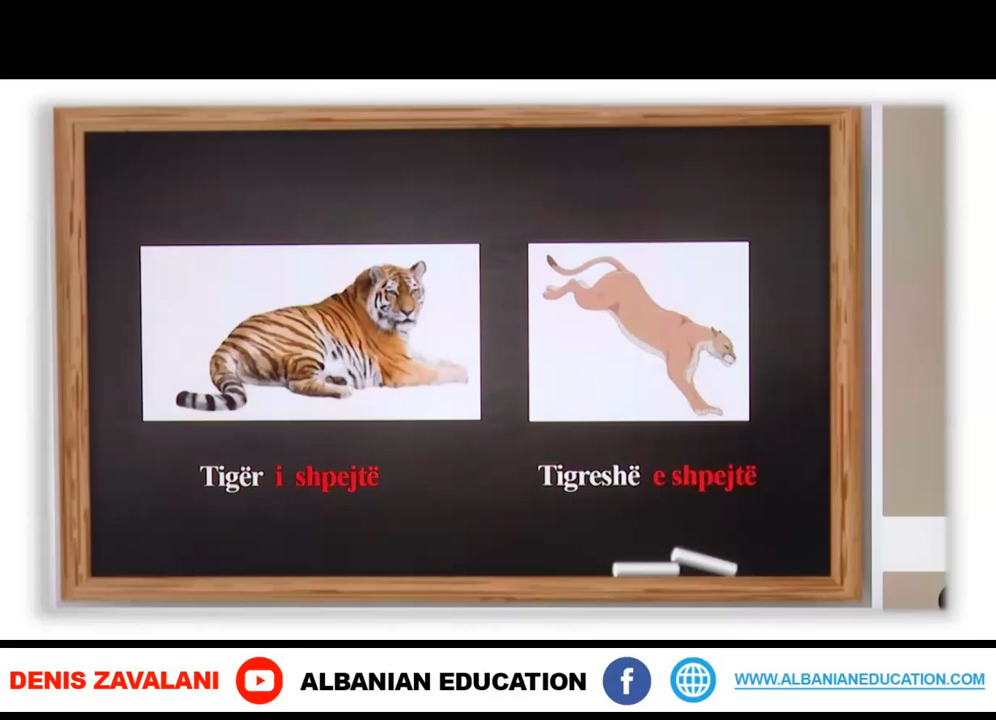 Tigër i shpejtë
Tigreshë e shpejtë
DENIS ZAVALANI
ALBANIAN EDUCATION
WWW.ALBANIANEDUCATION.COM